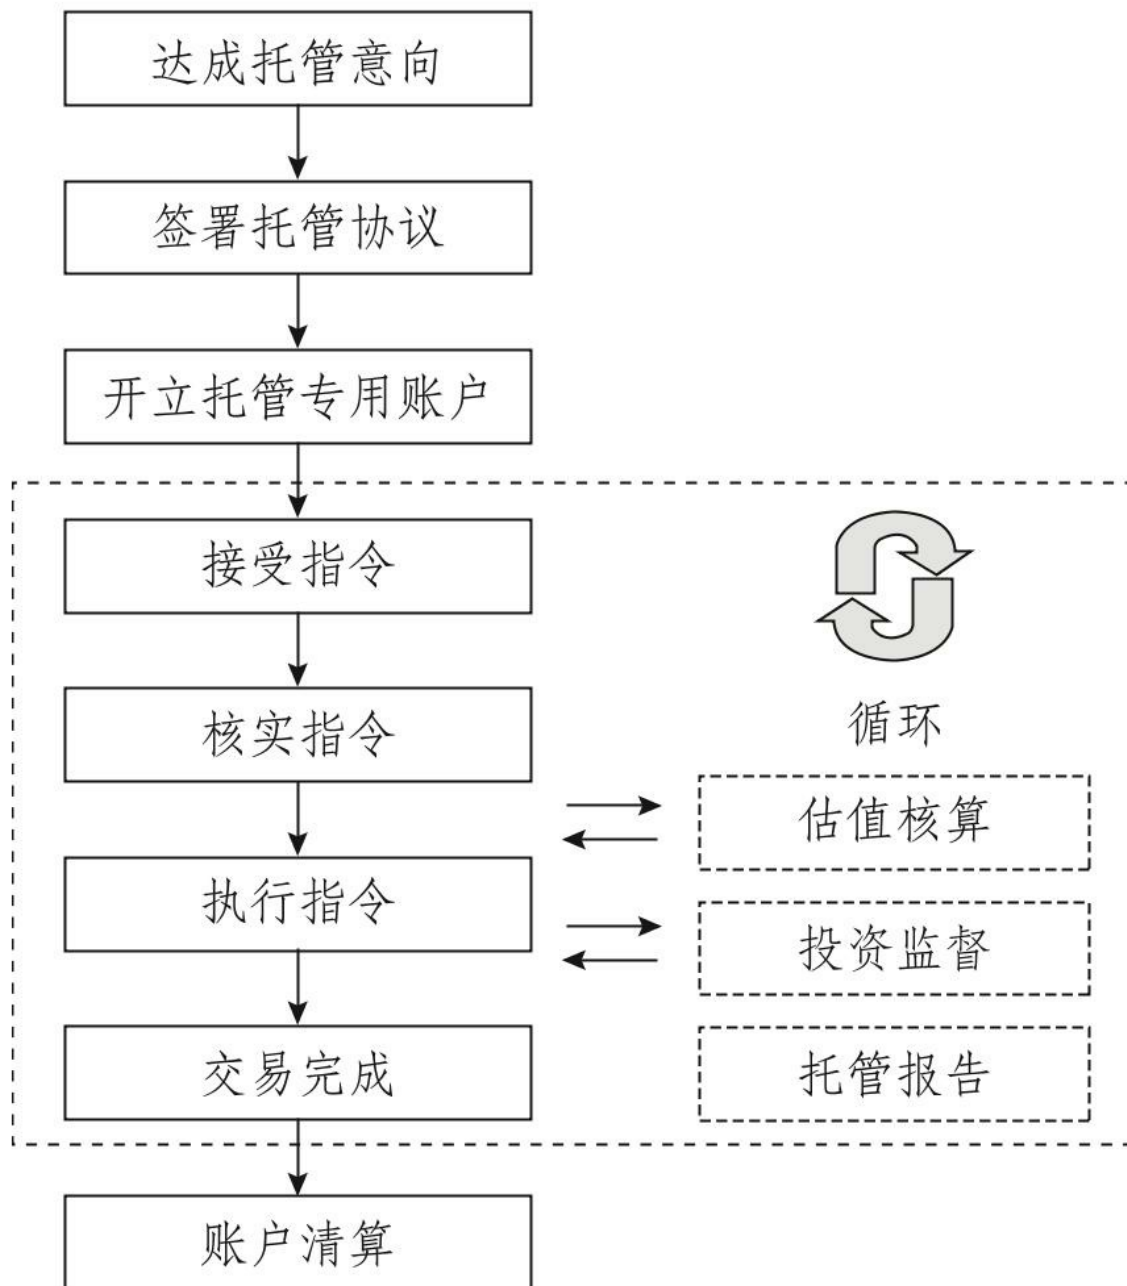 达成托管意向
签署托管协议
开立托管专用账户
接受指令
核实指令
执行指令
交易完成
循环
估值核算
投资监督
托管报告
账户清算